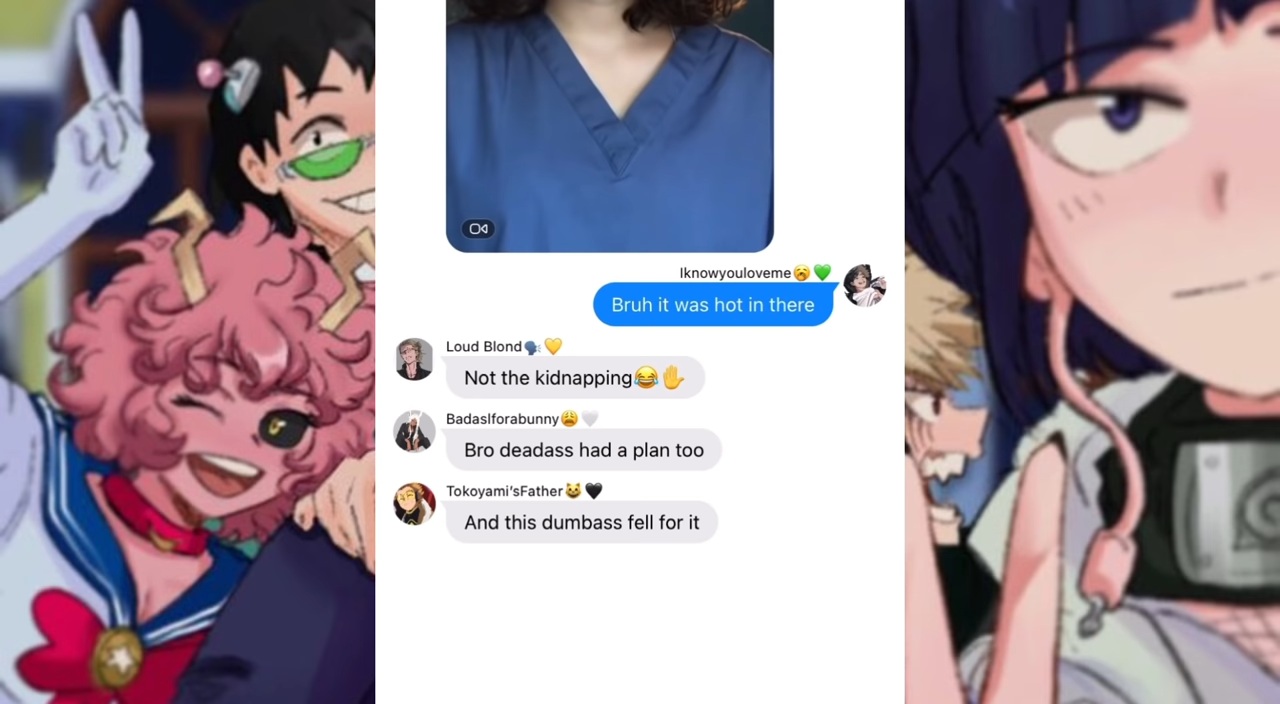 Iknowyouloveme🥱💚
Bruh it was hot in there
Loud Blond🗣️💛
Not the kidnapping😂✋
Badaslforabunny😩🤍
Bro deadass had a plan too
Tokoyami’sFather😺🖤
And this dumbass fell for it